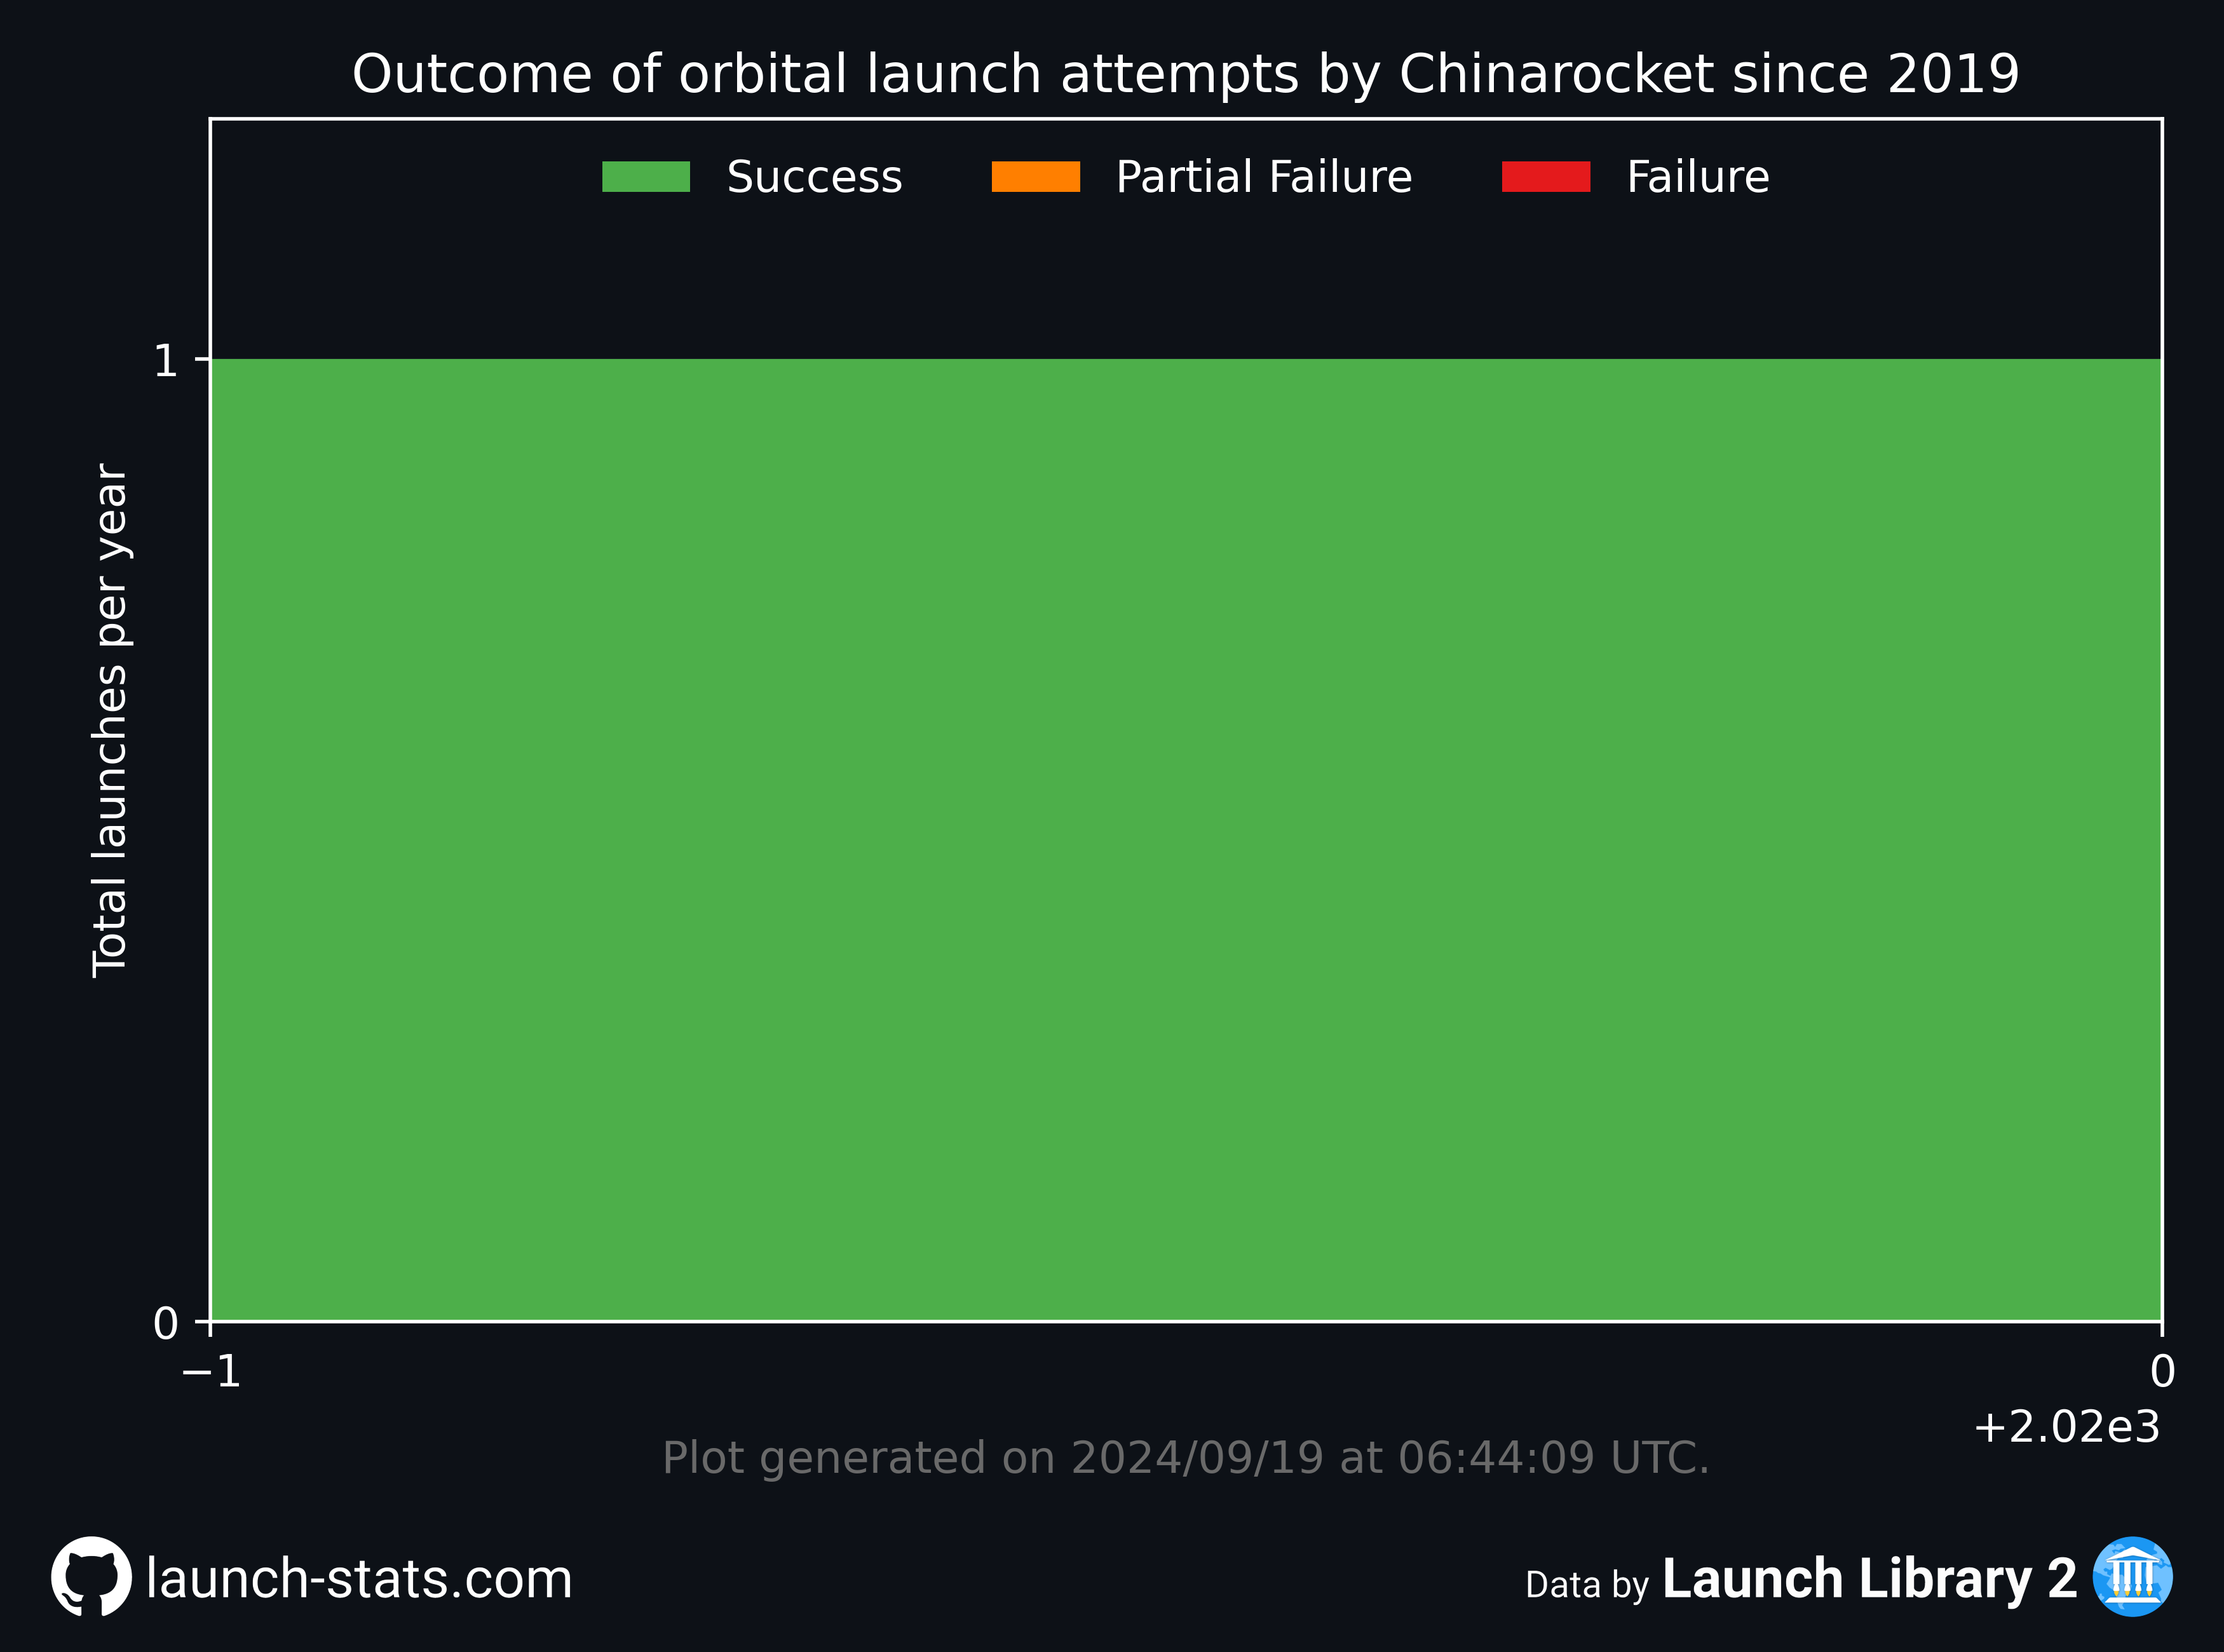 Outcome of orbital launch attempts by Chinarocket since 2019
Success Partial Failure Failure
Total launches per year
1
0
−1 0
+2.02e3
Plot generated on 2024/09/19 at 06:44:09 UTC.
launch-stats.com
Data by Launch Library 2